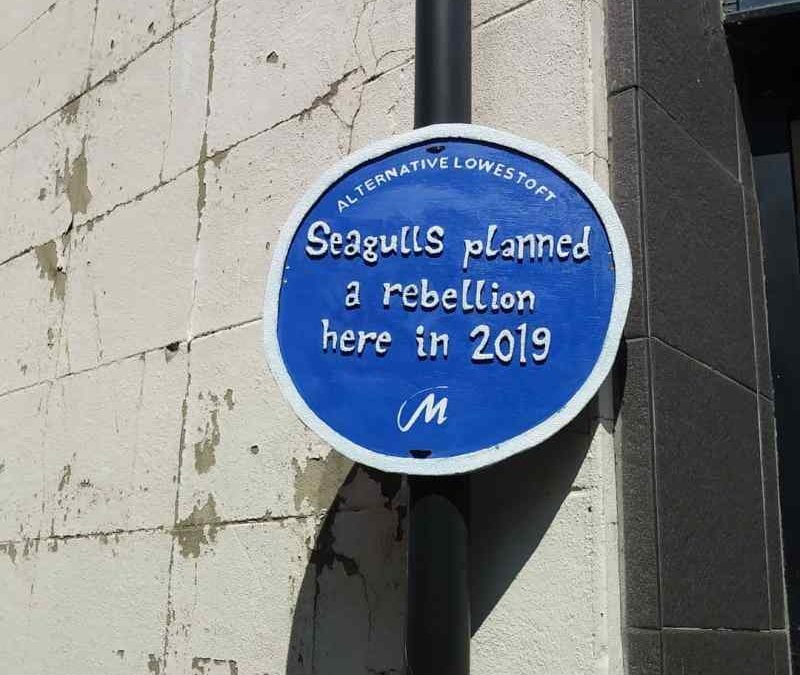 ALTERNATIVE LOWESTOFT
Seagulls planned
a rebellion
here in 2019
M